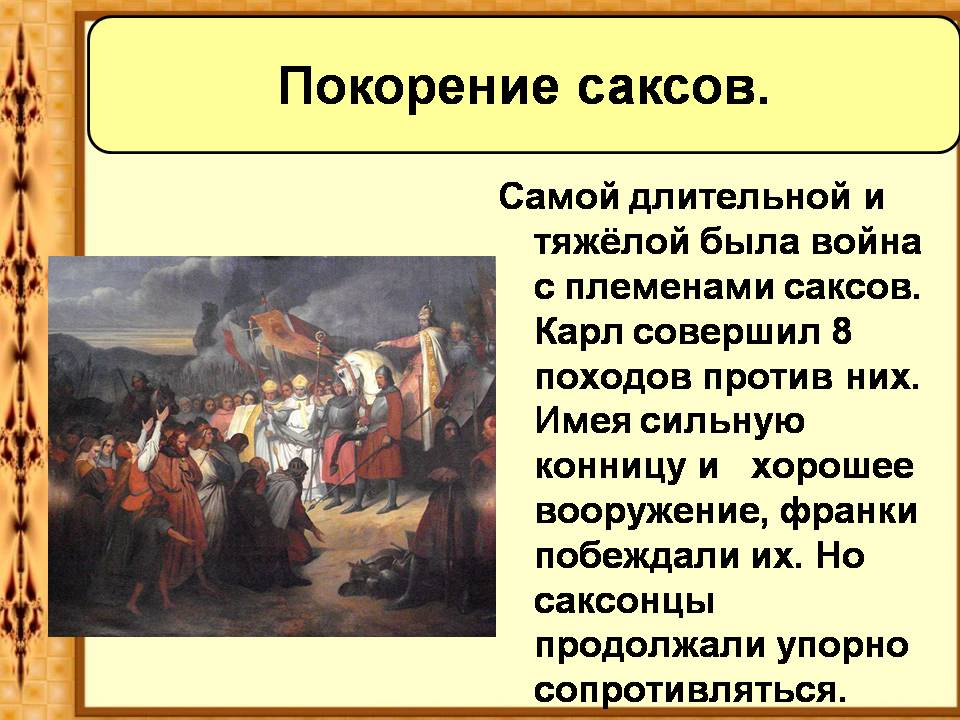 Покорение саксов.
Самой длительной и
тяжёлой была война
с племенами саксов.
Карл совершил 8
походов против них.
Имея сильную
конницу и хорошее
вооружение, франки
побеждали их. Но
саксонцы
продолжали упорно
сопротивляться.